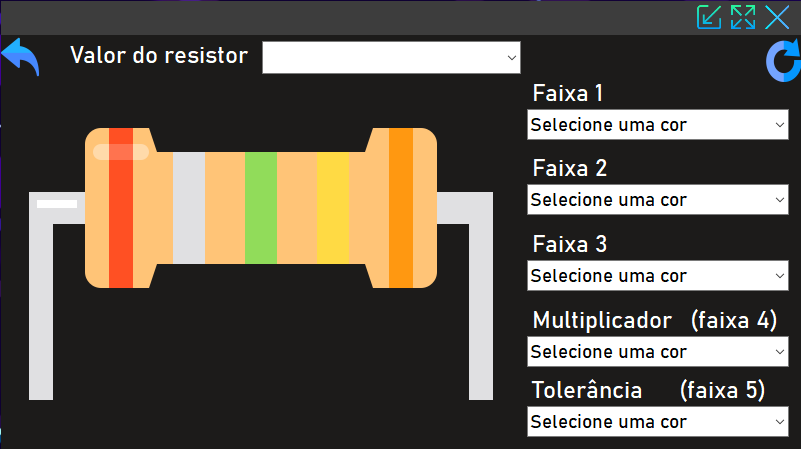 Valor do resistor
Faixa 1
Selecione uma cor
Faixa 2
Selecione uma cor
Faixa 3
Selecione uma cor
Multiplicador (faixa 4)
Selecione uma cor
Tolerância (faixa 5)
Selecione uma cor